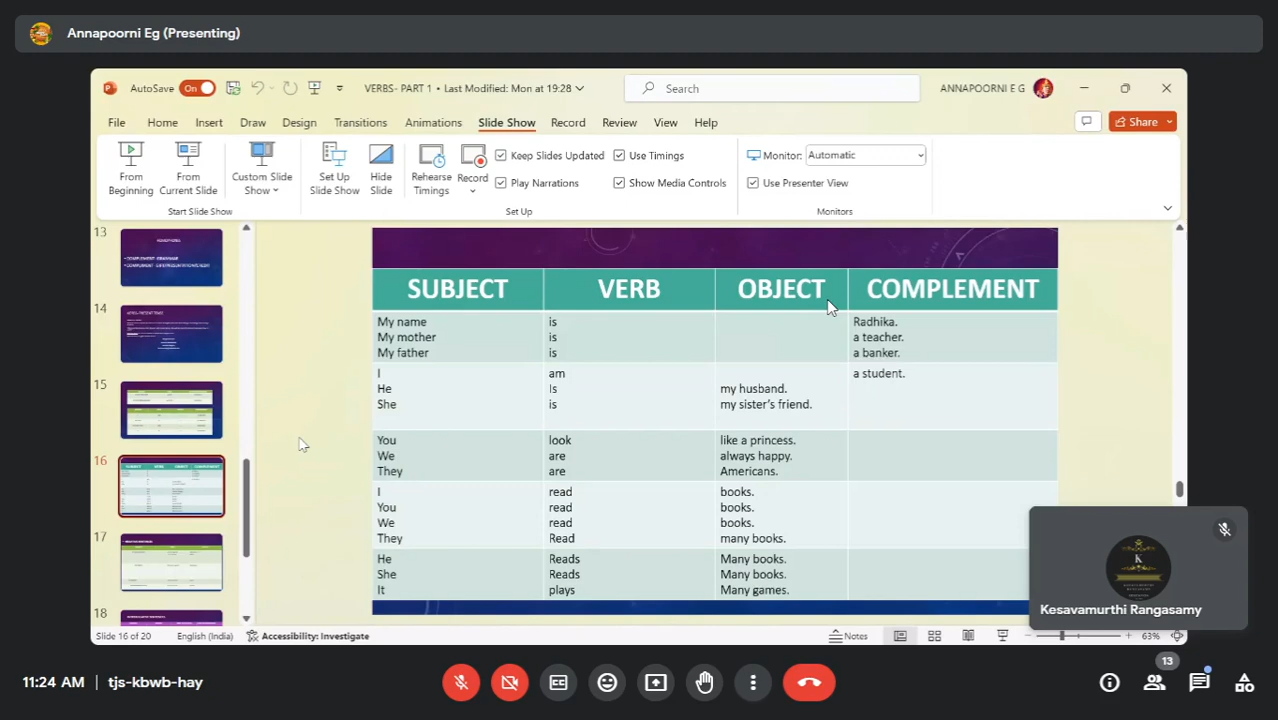 Annapoorni Eg (Presenting)
AutoSave On VERBS- PART 1 • Last Modified: Mon at 19:28 Search ANNAPOORNI E G
File Home Insert Draw Design Transitions Animations Slide Show Record Review View Help Share
From Beginning
From Current Slide
Custom Slide Show
Set Up Slide Show
Hide Slide
Rehearse Timings
Record
Keep Slides Updated
Use Timings
Play Narrations
Show Media Controls
Monitor: Automatic
Use Presenter View
Start Slide Show Set Up Monitors
13
14
15
16
17
18
SUBJECT VERB OBJECT COMPLEMENT
My name is Radhika.
My mother is a teacher.
My father is a banker.
I am a student.
He Is my husband.
She is my sister's friend.
You look like a princess.
We are always happy.
They are Americans.
I read books.
You read books.
We read books.
They Read many books.
He Reads Many books.
She Reads Many books.
It plays Many games.
K
Kesavamurthi Rangasamy
Slide 16 of 20 English (India) Accessibility: Investigate Notes 63%
11:24 AM | tjs-kbwb-hay
13